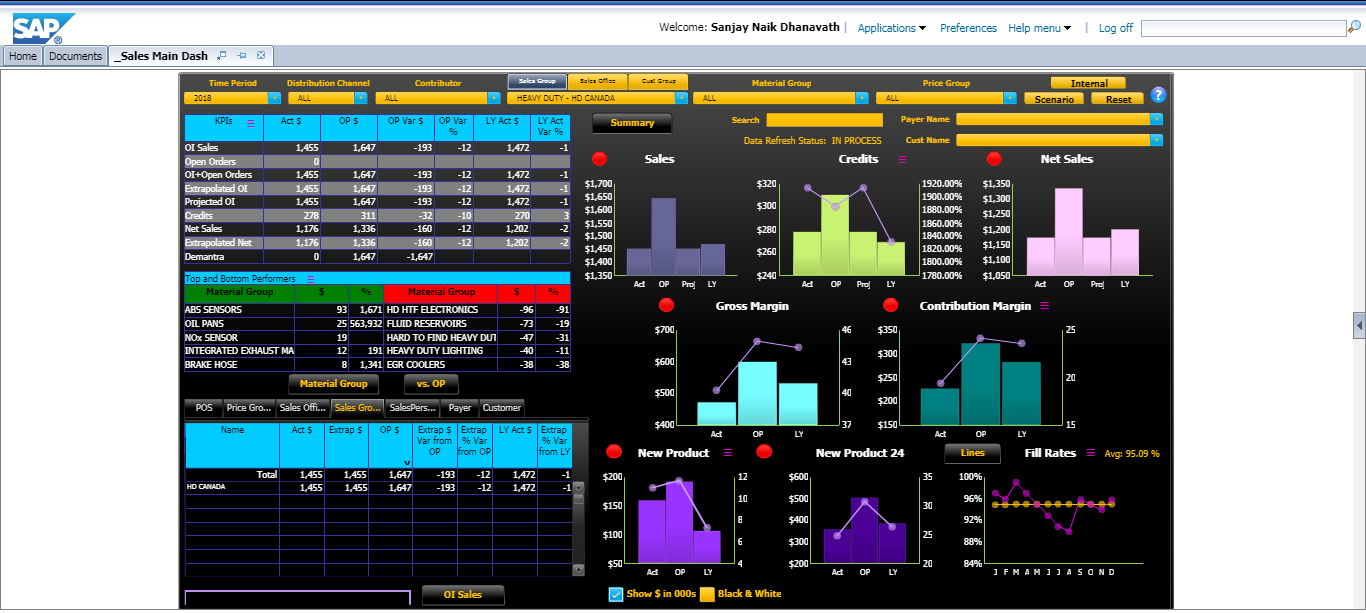 SAP ®
Welcome: Sanjay Naik Dhanavath | Applications Preferences Help menu | Log off
Home Documents _Sales Main Dash
Time Period Distribution Channel Contributor Sales Group Sales Office Cust Group Material Group Price Group Internal
2018 ALL ALL HEAVY DUTY - HD CANADA ALL ALL Scenario Reset ?
KPIs Act $ OP $ OP Var $ OP Var % LY Act $ LY Act Var %
OI Sales 1,455 1,647 -193 -12 1,472 -1
Open Orders 0
OI+Open Orders 1,455 1,647 -193 -12 1,472 -1
Extrapolated OI 1,455 1,647 -193 -12 1,472 -1
Projected OI 1,455 1,647 -193 -12 1,472 -1
Credits 278 311 -32 -10 270 3
Net Sales 1,176 1,336 -160 -12 1,202 -2
Extrapolated Net 1,176 1,336 -160 -12 1,202 -2
Demantra 0 1,647 -1,647
Summary Search Payer Name
Data Refresh Status: IN PROCESS Cust Name
Top and Bottom Performers
Material Group $ % Material Group $ %
ABS SENSORS 93 1,671 HD HTF ELECTRONICS -96 -91
OIL PANS 25 563,932 FLUID RESERVOIRS -73 -19
NOx SENSOR 19 HARD TO FIND HEAVY DUT -47 -31
INTEGRATED EXHAUST MA 12 191 HEAVY DUTY LIGHTING -40 -11
BRAKE HOSE 8 1,341 EGR COOLERS -38 -38
Material Group vs. OP
POS Price Gro... Sales Offi... Sales Gro... SalesPers... Payer Customer
Name Act $ Extrap $ OP $ Extrap $ Var from OP Extrap % Var from OP LY Act $ Extrap % Var from LY
Total 1,455 1,455 1,647 -193 -12 1,472 -1
HD CANADA 1,455 1,455 1,647 -193 -12 1,472 -1
OI Sales
Sales
$1,700
$1,650
$1,600
$1,550
$1,500
$1,450
$1,400
$1,350
Act OP Proj LY
Credits
$320 1920.00%
1900.00%
$300 1880.00%
1860.00%
$280 1840.00%
$260 1820.00%
1800.00%
$240 1780.00%
Act OP Proj LY
Net Sales
$1,350
$1,300
$1,250
$1,200
$1,150
$1,100
$1,050
Act OP Proj LY
Gross Margin
$700 46
$600 43
$500 40
$400 37
Act OP LY
Contribution Margin
$350 25
$300
$250 20
$200
$150 15
Act OP LY
New Product
$200 12
10
$150
8
$100
6
$50 4
Act OP LY
New Product 24
$600 35
$500
30
$400
25
$300
$200 20
Act OP LY
Lines Fill Rates Avg: 95.09 %
100%
96%
92%
88%
84%
J F M A M J J A S O N D
Show $ in 000s Black & White